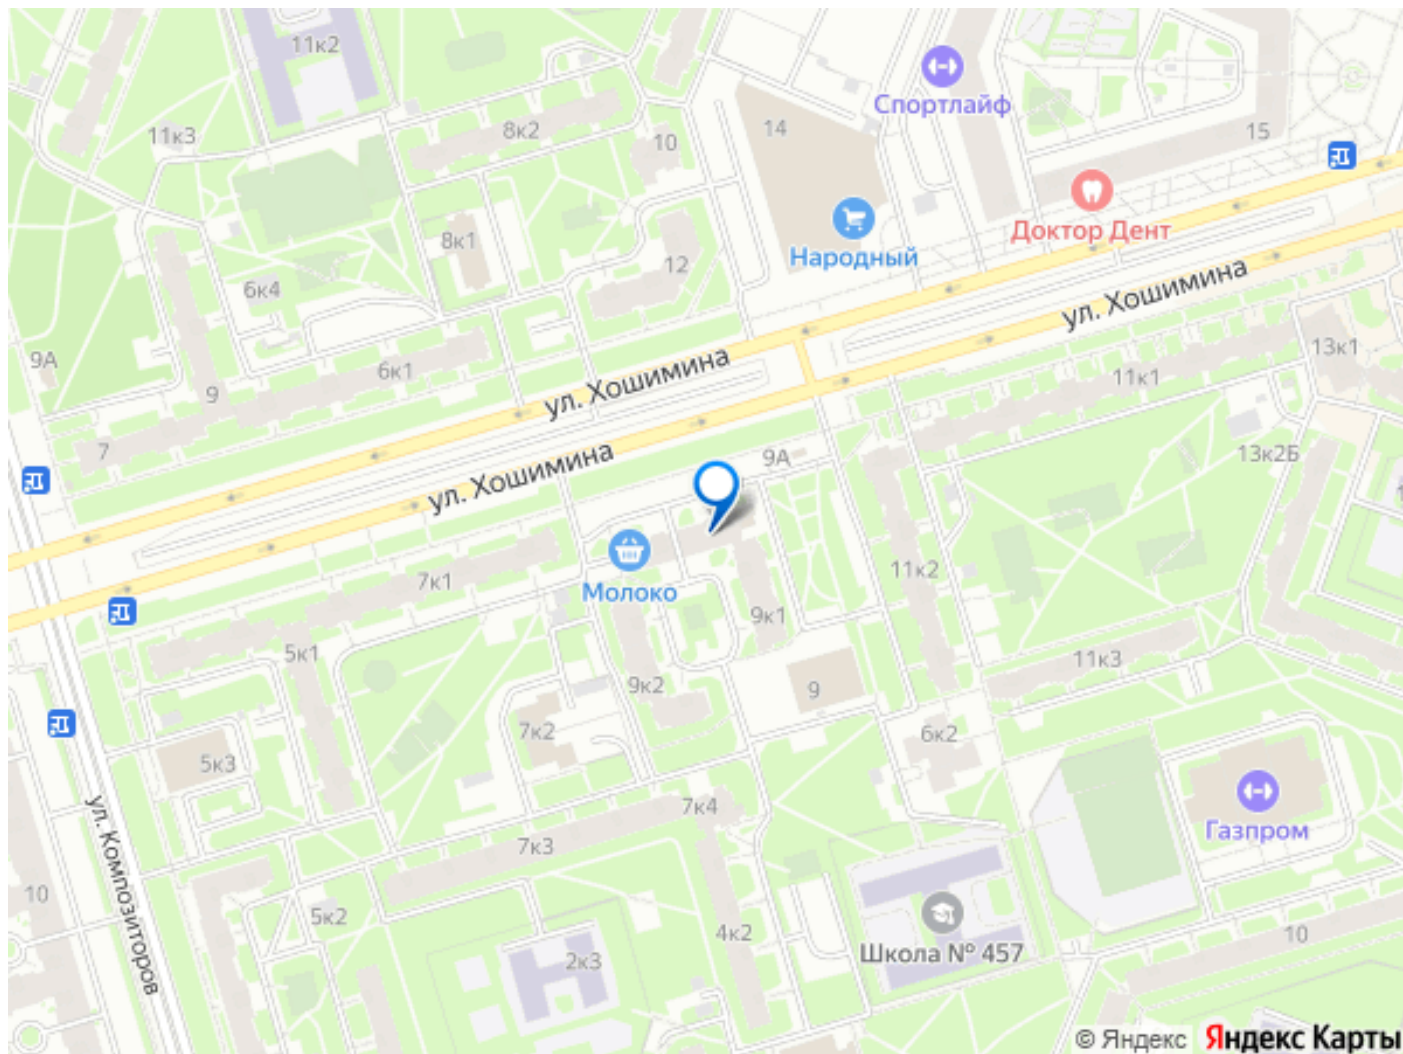 11к2
Спортлайф
14
15
8к2
11к3
10
Доктор Дент
8к1
Народный
12
6к4
ул. Хошимина
13к1
9А
6к1
ул. Хошимина
11к1
9
7
13к2Б
9А
ул. Хошимина
7к1
Молоко
11к2
9к1
5к1
11к3
9к2
9
7к2
6к2
5к3
7к4
Газпром
ул. Композиторов
7к3
10
5к2
4к2
10
Школа № 457
2к3
© Яндекс Яндекс Карты